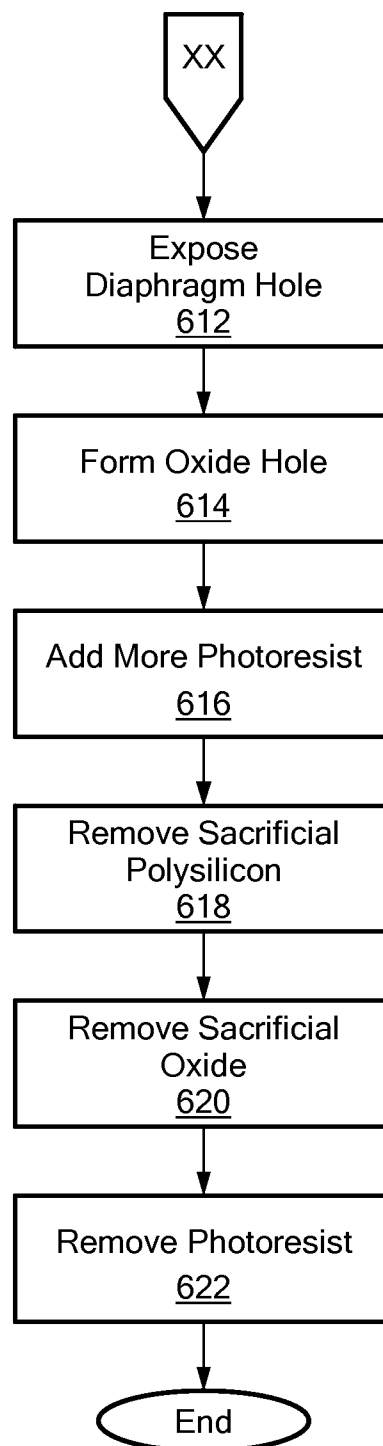 XX
Expose
Diaphragm Hole
612
Form Oxide Hole
614
Add More Photoresist
616
Remove Sacrificial
Polysilicon
618
Remove Sacrificial
Oxide
620
Remove Photoresist
622
End